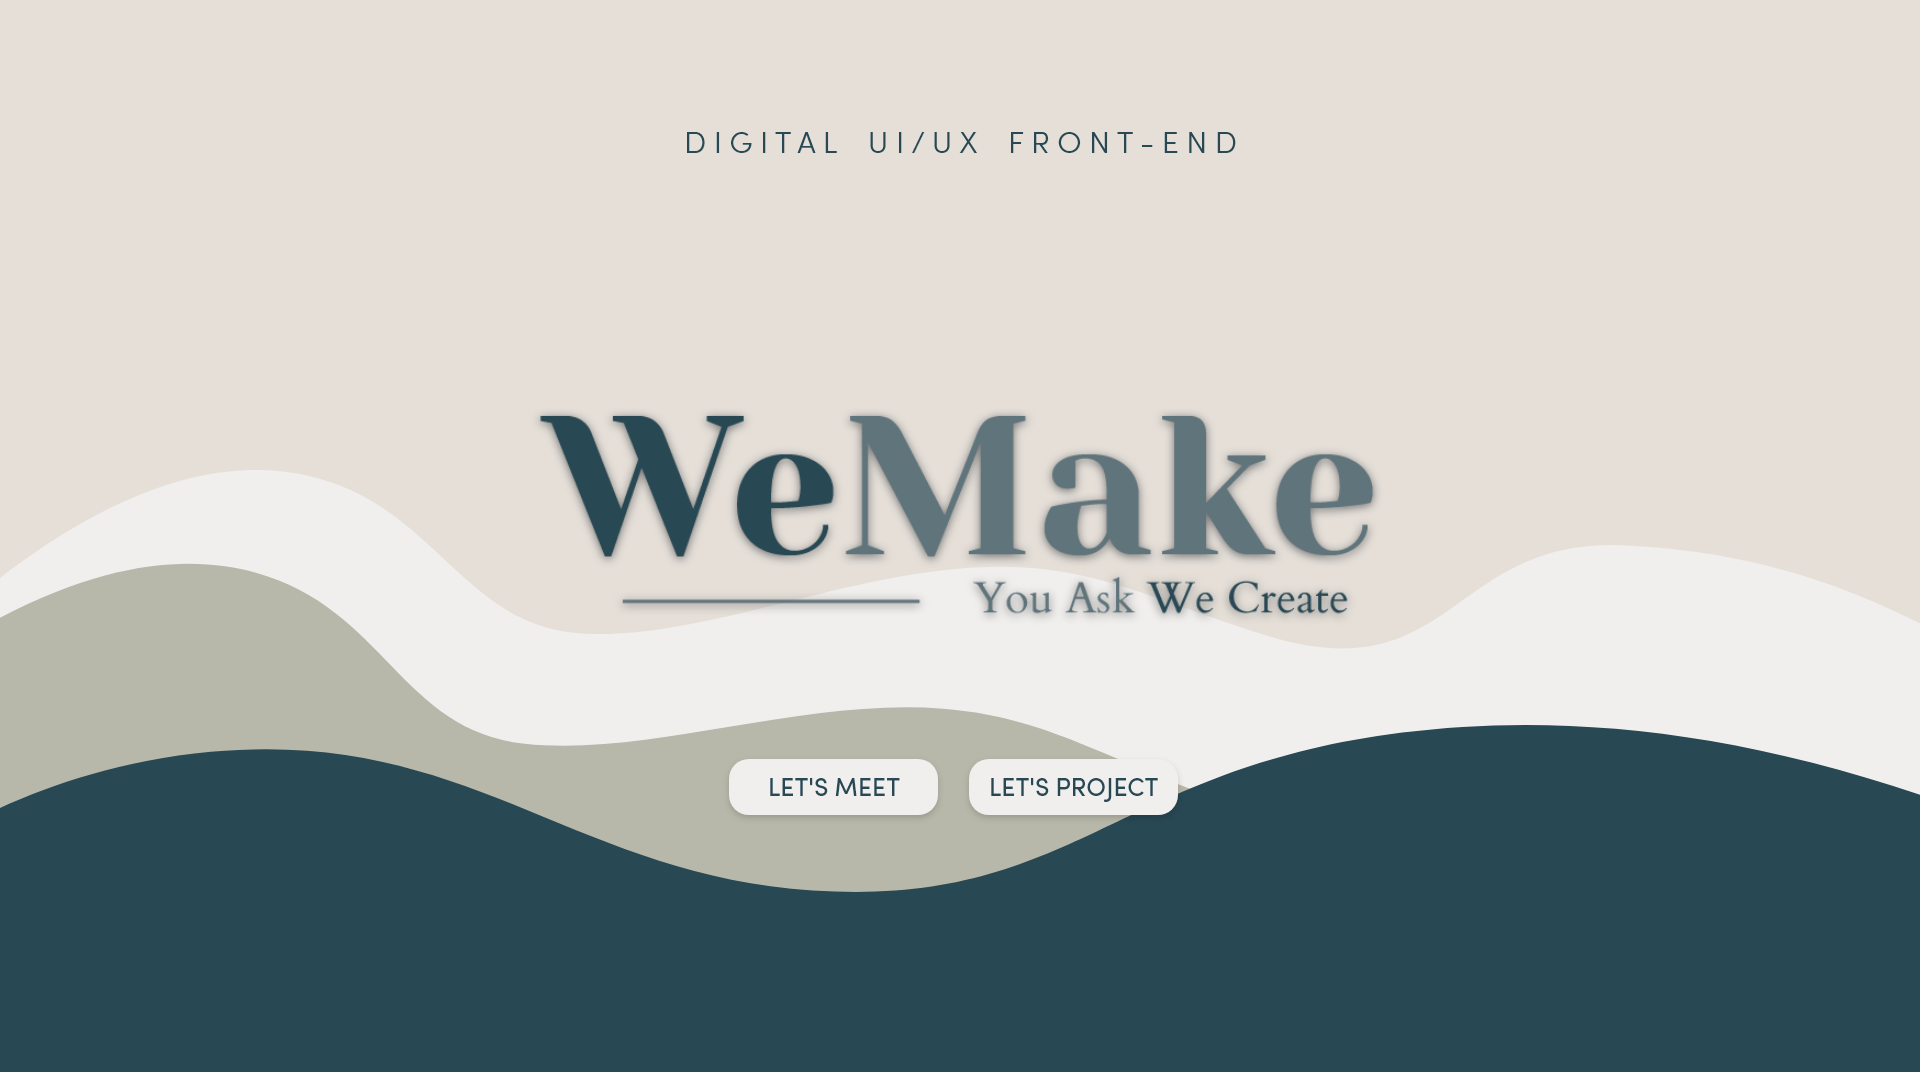 DIGITAL UI/UX FRONT-END
WeMake
You Ask We Create
LET'S MEET
LET'S PROJECT